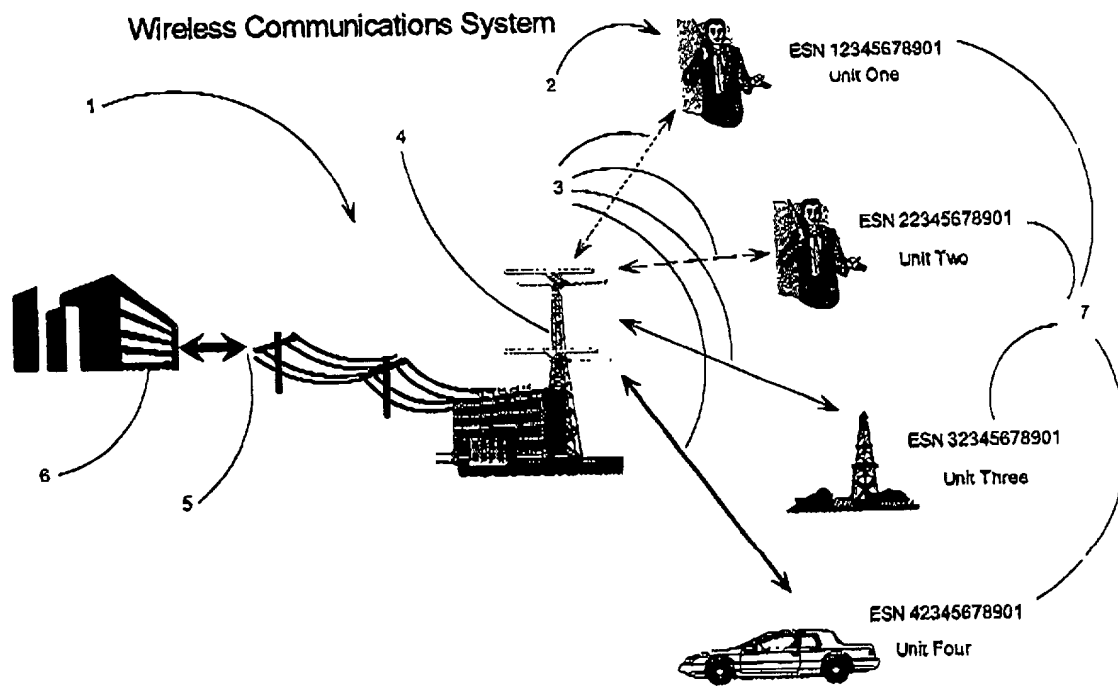 Wireless Communications System
ESN 12345678901
Unit One
2
1
4
3
ESN 22345678901
Unit Two
7
ESN 32345678901
Unit Three
6
5
ESN 42345678901
Unit Four